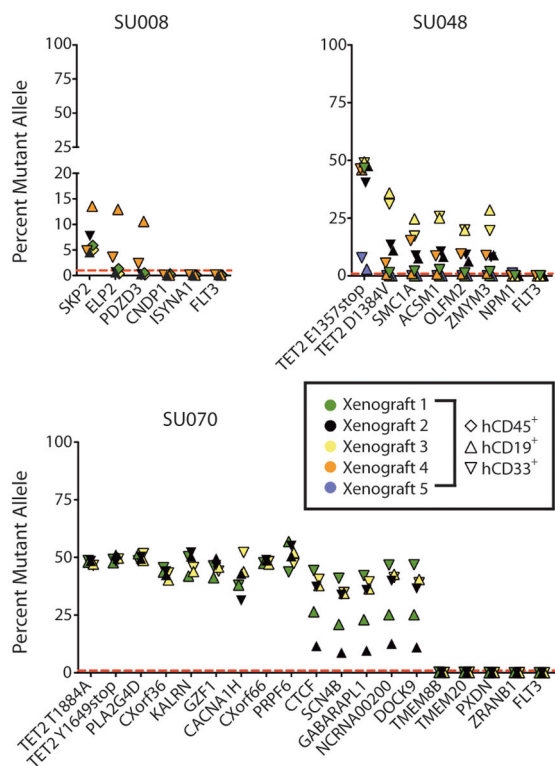 SU008
Percent Mutant Allele
100
75
50
25
20
15
10
5
0
SKP2
ELP2
PDZD3
CNDP1
ISYNA1
FLT3
SU048
100
75
50
25
0
TET2 E1357stop
TET2 D1384V
SMC1A
ACSM1
OLFM2
ZMYM3
NPM1
FLT3
Xenograft 1
Xenograft 2
Xenograft 3
Xenograft 4
Xenograft 5
hCD45+
hCD19+
hCD33+
SU070
Percent Mutant Allele
100
75
50
25
0
TET2 T1884A
TET2 Y1649stop
PLA2G4D
CXorf36
KALRN
GZF1
CACNA1H
CXorf66
PRPF6
CTCF
SCN4B
GABARAPL1
NCRNA00200
DOCK9
TMEM8B
TMEM20
PXDN
ZRANB1
FLT3